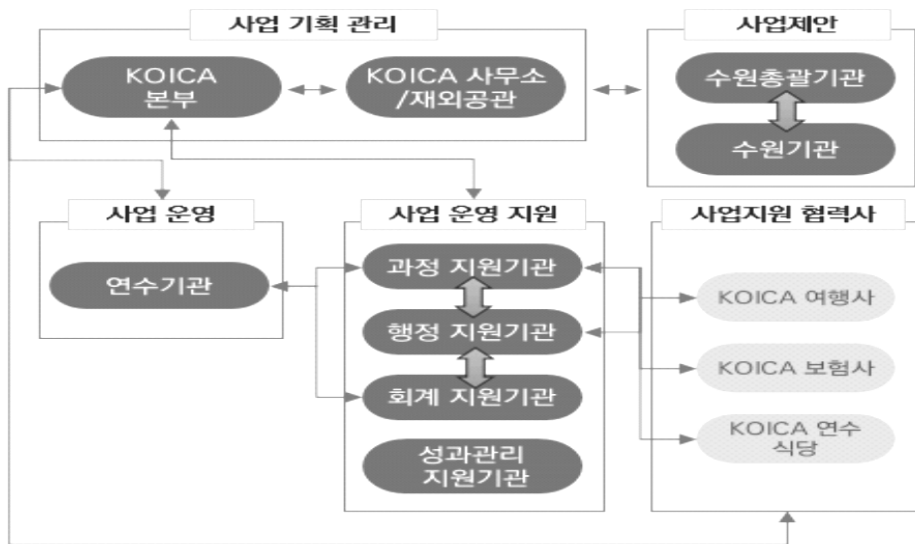 사업 기획 관리
KOICA
본부
KOICA 사무소
/재외공관
사업제안
수원총괄기관
수원기관
사업 운영
연수기관
사업 운영 지원
과정 지원기관
행정 지원기관
회계 지원기관
성과관리
지원기관
사업지원 협력사
KOICA 여행사
KOICA 보험사
KOICA 연수
식당